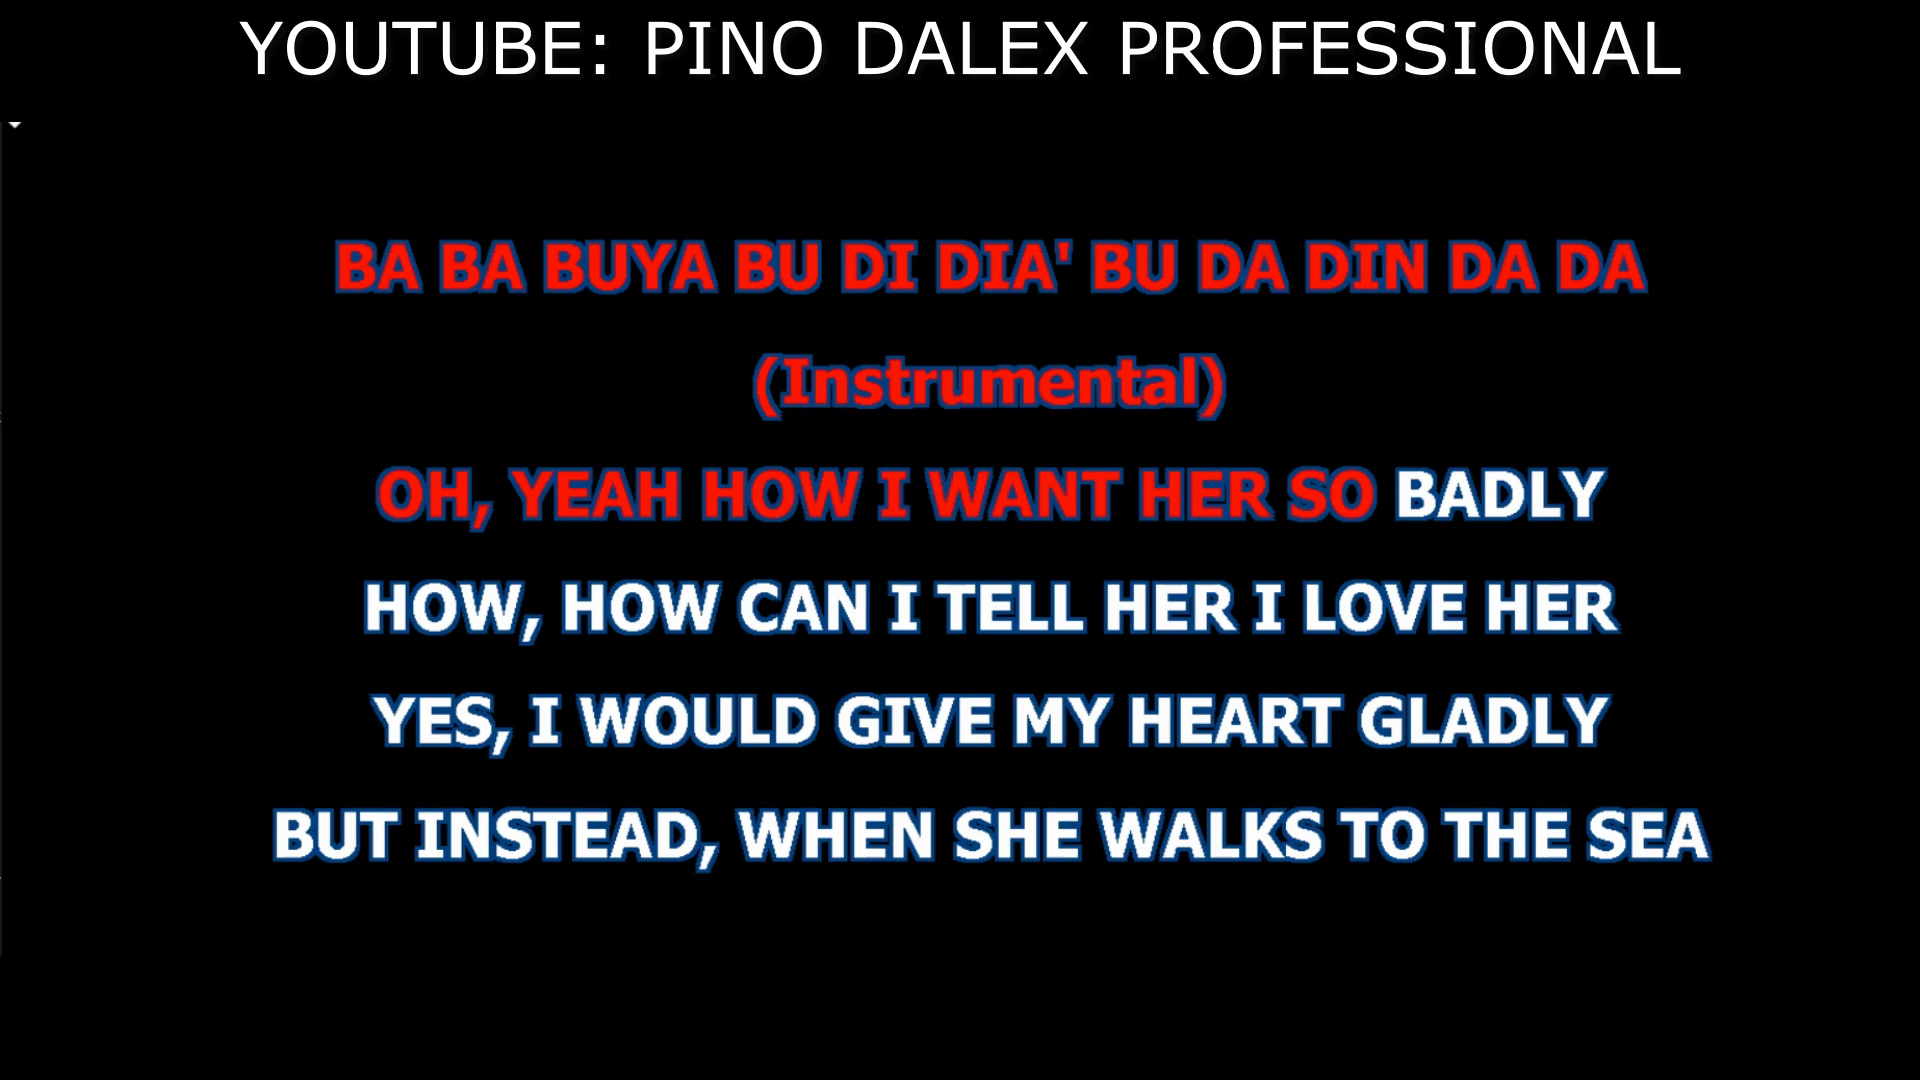 YOUTUBE: PINO DALEX PROFESSIONAL
BA BA BUYA BU DI DIA' BU DA DIN DA DA
(Instrumental)
OH, YEAH HOW I WANT HER SO BADLY
HOW, HOW CAN I TELL HER I LOVE HER
YES, I WOULD GIVE MY HEART GLADLY
BUT INSTEAD, WHEN SHE WALKS TO THE SEA